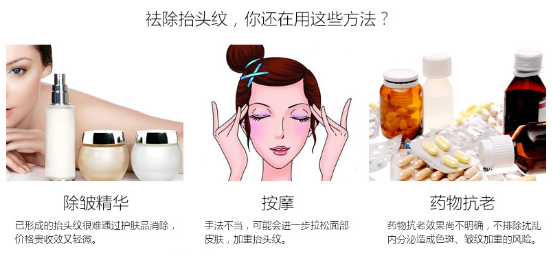 祛除抬头纹，你还在用这些方法？
除皱精华
已形成的抬头纹很难通过护肤品消除，
价格贵收效又轻微。
按摩
手法不当，可能会进一步拉松面部
皮肤，加重抬头纹。
药物抗老
药物抗老效果尚不明确，不排除扰乱
内分泌造成色斑、皱纹加重的风险。